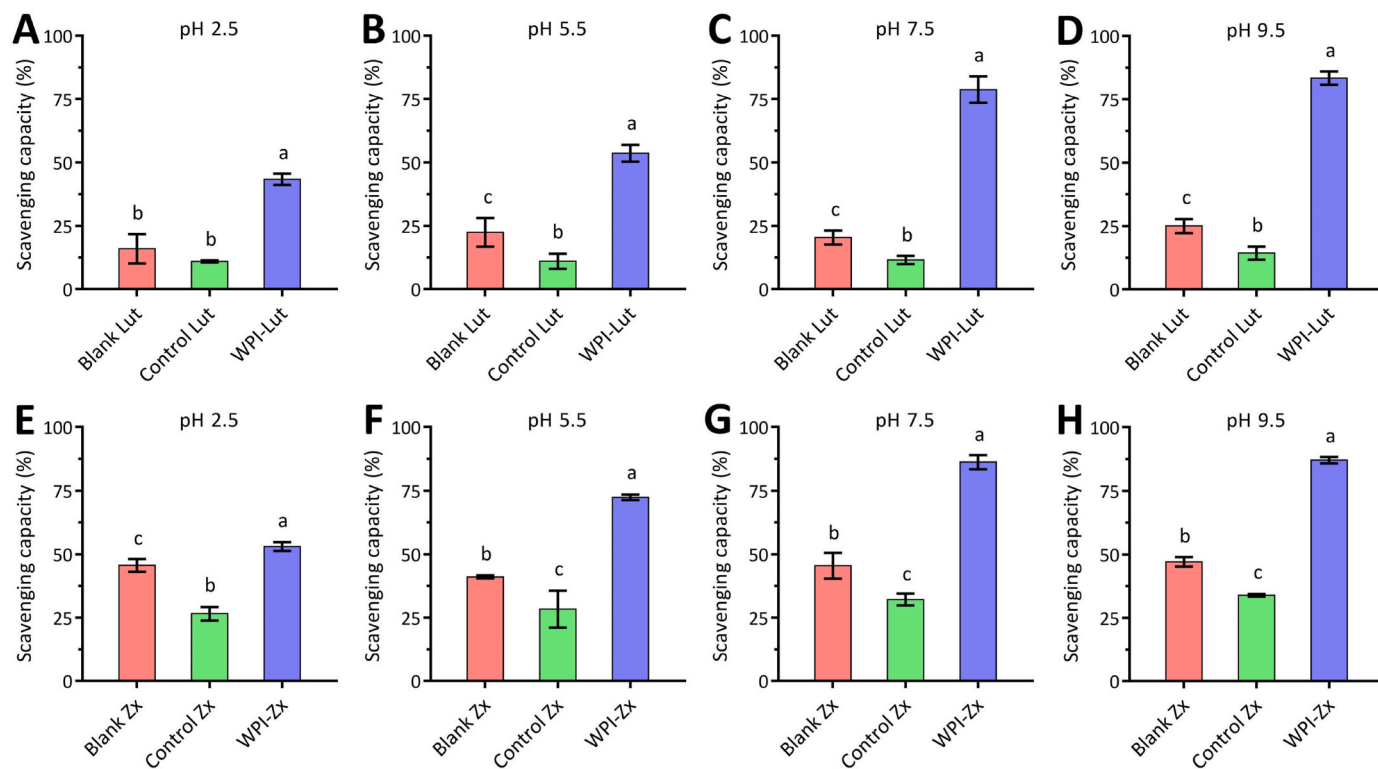 A
pH 2.5
Scavenging capacity (%)
100
75
50
25
0
b
b
a
Blank Lut
Control Lut
WPI-Lut
B
pH 5.5
Scavenging capacity (%)
100
75
50
25
0
c
b
a
Blank Lut
Control Lut
WPI-Lut
C
pH 7.5
Scavenging capacity (%)
100
75
50
25
0
c
b
a
Blank Lut
Control Lut
WPI-Lut
D
pH 9.5
Scavenging capacity (%)
100
75
50
25
0
c
b
a
Blank Lut
Control Lut
WPI-Lut
E
pH 2.5
Scavenging capacity (%)
100
75
50
25
0
c
b
a
Blank Zx
Control Zx
WPI-Zx
F
pH 5.5
Scavenging capacity (%)
100
75
50
25
0
b
c
a
Blank Zx
Control Zx
WPI-Zx
G
pH 7.5
Scavenging capacity (%)
100
75
50
25
0
b
c
a
Blank Zx
Control Zx
WPI-Zx
H
pH 9.5
Scavenging capacity (%)
100
75
50
25
0
b
c
a
Blank Zx
Control Zx
WPI-Zx